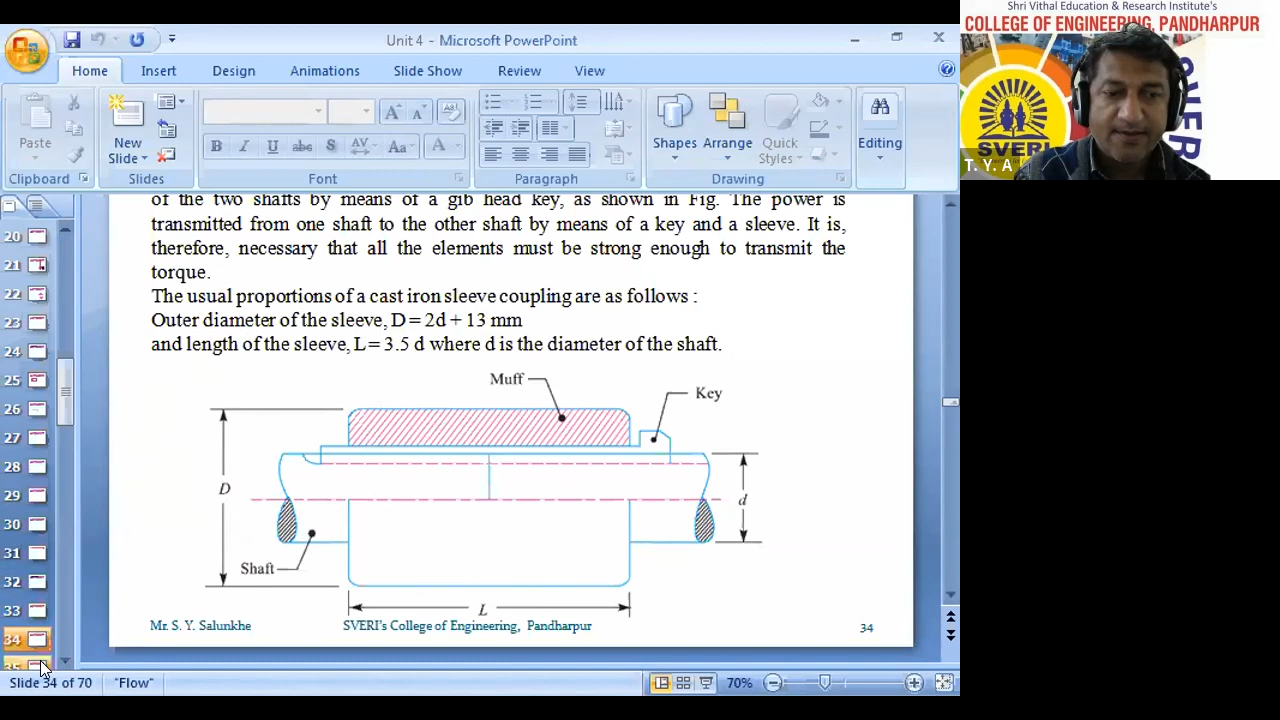 Shri Vithal Education & Research Institute's
COLLEGE OF ENGINEERING, PANDHARPUR
SVERI
SVERI
T. Y. A
Unit 4 - Microsoft PowerPoint
Home Insert Design Animations Slide Show Review View
Paste New Slide Shapes Arrange Quick Styles Editing
Clipboard Slides Font Paragraph Drawing
of the two shafts by means of a gib head key, as shown in Fig. The power is
transmitted from one shaft to the other shaft by means of a key and a sleeve. It is,
therefore, necessary that all the elements must be strong enough to transmit the
torque.
The usual proportions of a cast iron sleeve coupling are as follows :
Outer diameter of the sleeve, D = 2d + 13 mm
and length of the sleeve, L = 3.5 d where d is the diameter of the shaft.
Muff
Key
D
d
Shaft
L
Mr. S. Y. Salunkhe SVERI's College of Engineering, Pandharpur 34
20
21
22
23
24
25
26
27
28
29
30
31
32
33
34
35
Slide 34 of 70 "Flow" 70%